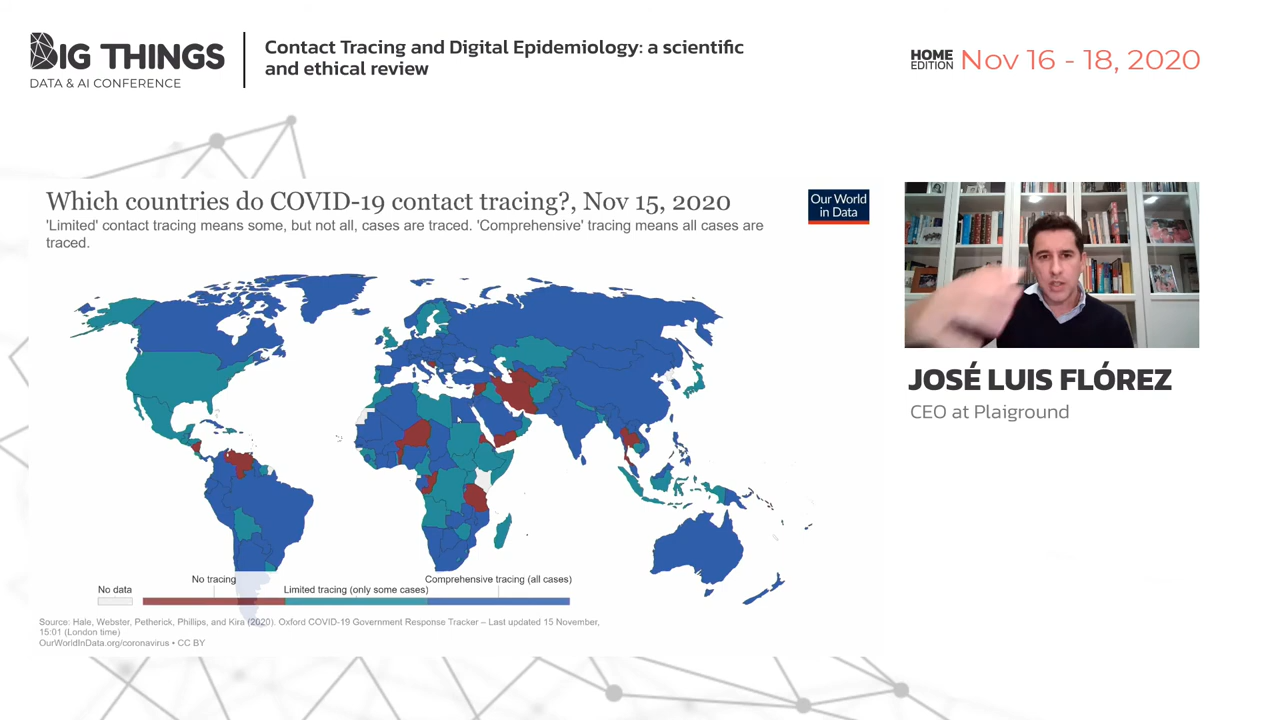 BIG THINGS
DATA & AI CONFERENCE
Contact Tracing and Digital Epidemiology: a scientific
and ethical review
HOME
EDITION
Nov 16 - 18, 2020
Which countries do COVID-19 contact tracing?, Nov 15, 2020
'Limited' contact tracing means some, but not all, cases are traced. 'Comprehensive' tracing means all cases are
traced.
Our World
in Data
JOSÉ LUIS FLÓREZ
CEO at Plaiground
No data
No tracing
Limited tracing (only some cases)
Comprehensive tracing (all cases)
Source: Hale, Webster, Petherick, Phillips, and Kira (2020). Oxford COVID-19 Government Response Tracker – Last updated 15 November,
15:01 (London time)
OurWorldInData.org/coronavirus • CC BY